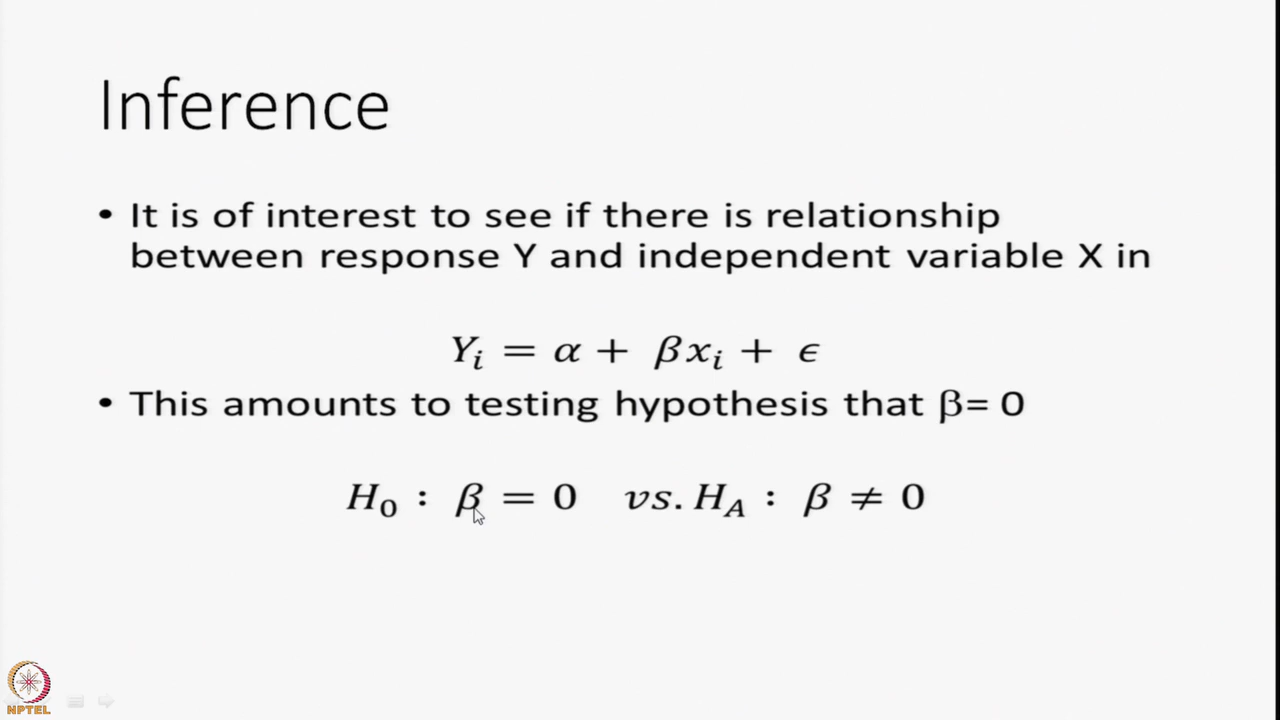 Inference
• It is of interest to see if there is relationship
between response Y and independent variable X in
Yᵢ = α + βxᵢ + ϵ
• This amounts to testing hypothesis that β= 0
H₀ : β = 0 vs. H_A : β ≠ 0
NPTEL